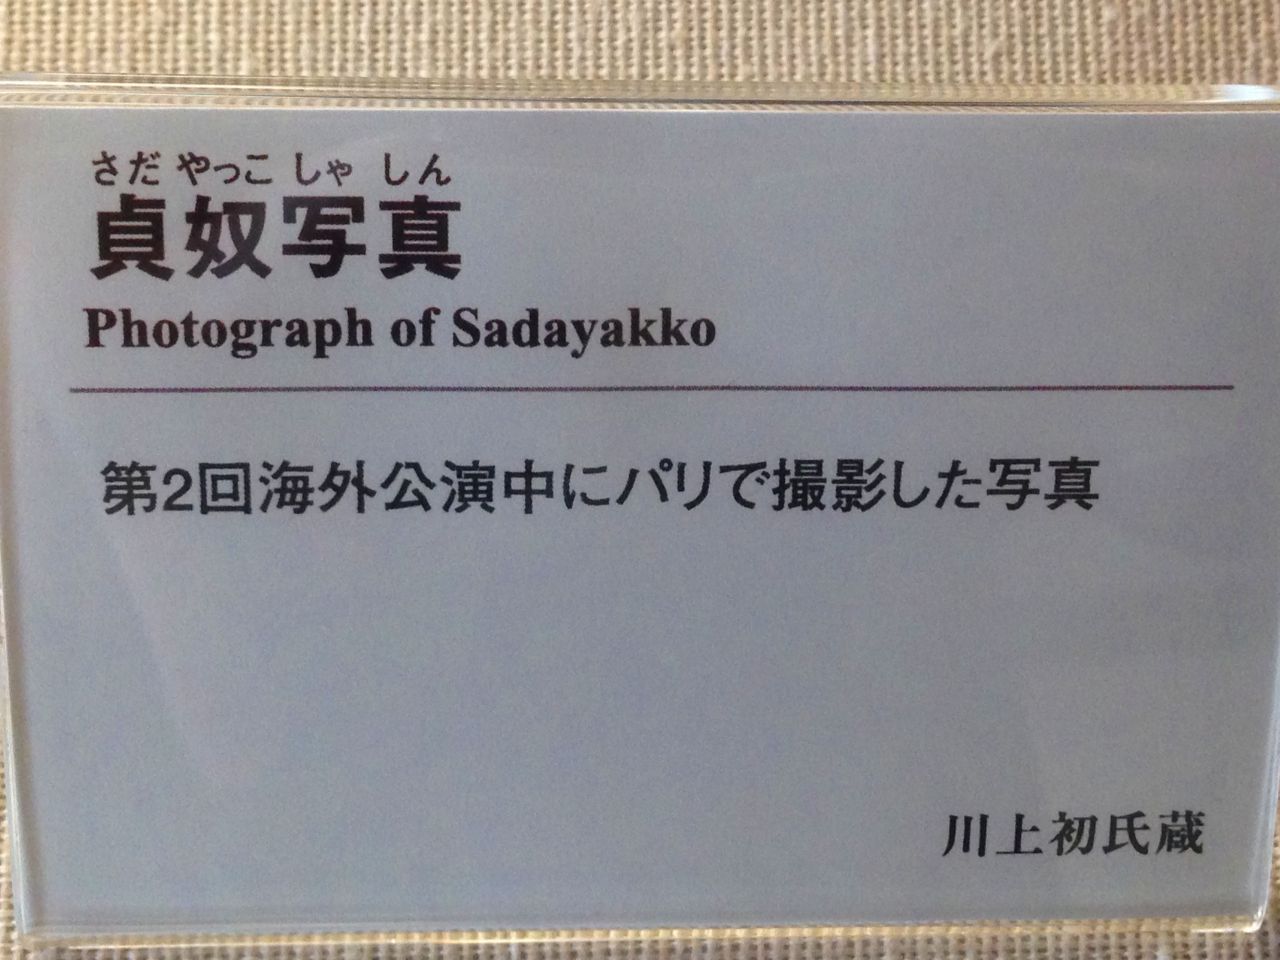 さだ やっこ しゃ しん
貞奴写真
Photograph of Sadayakko
第2回海外公演中にパリで撮影した写真
川上初氏蔵